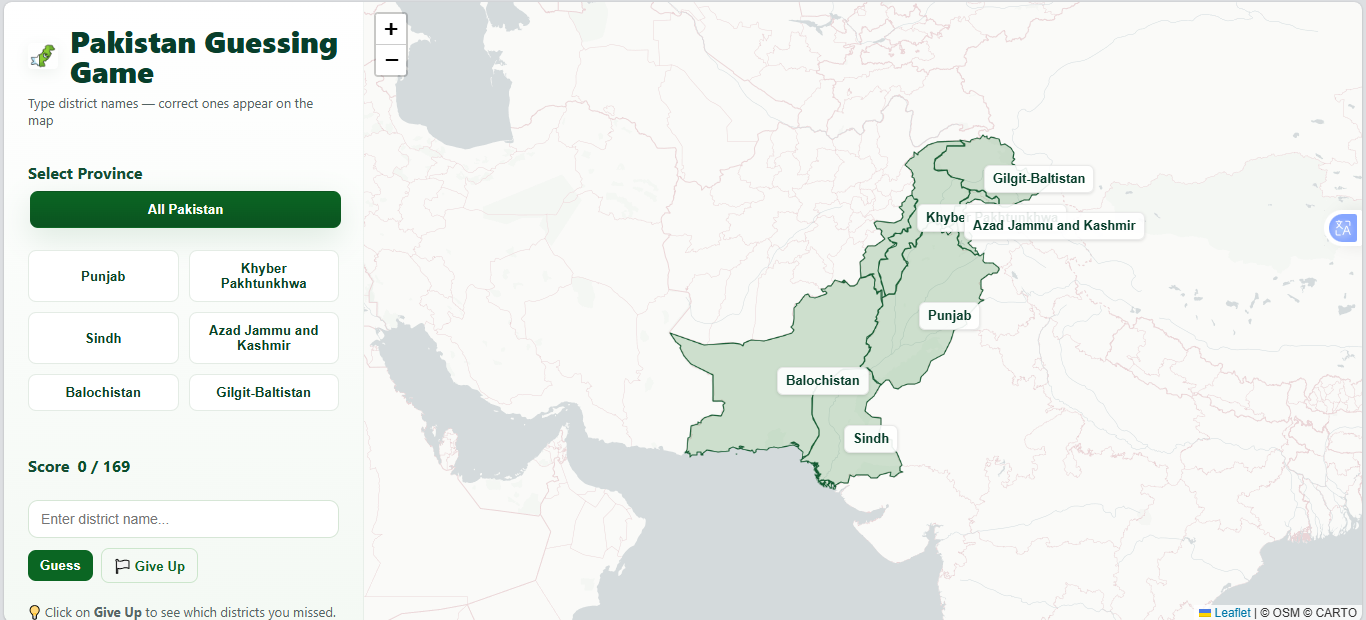 Pakistan Guessing
Game
Type district names — correct ones appear on the
map
Select Province
All Pakistan
Punjab
Khyber
Pakhtunkhwa
Sindh
Azad Jammu and
Kashmir
Balochistan
Gilgit-Baltistan
Score 0 / 169
Enter district name...
Guess
Give Up
Click on Give Up to see which districts you missed.
+
−
Gilgit-Baltistan
Khyber Pakhtunkhwa
Azad Jammu and Kashmir
Punjab
Balochistan
Sindh
Leaflet | © OSM © CARTO